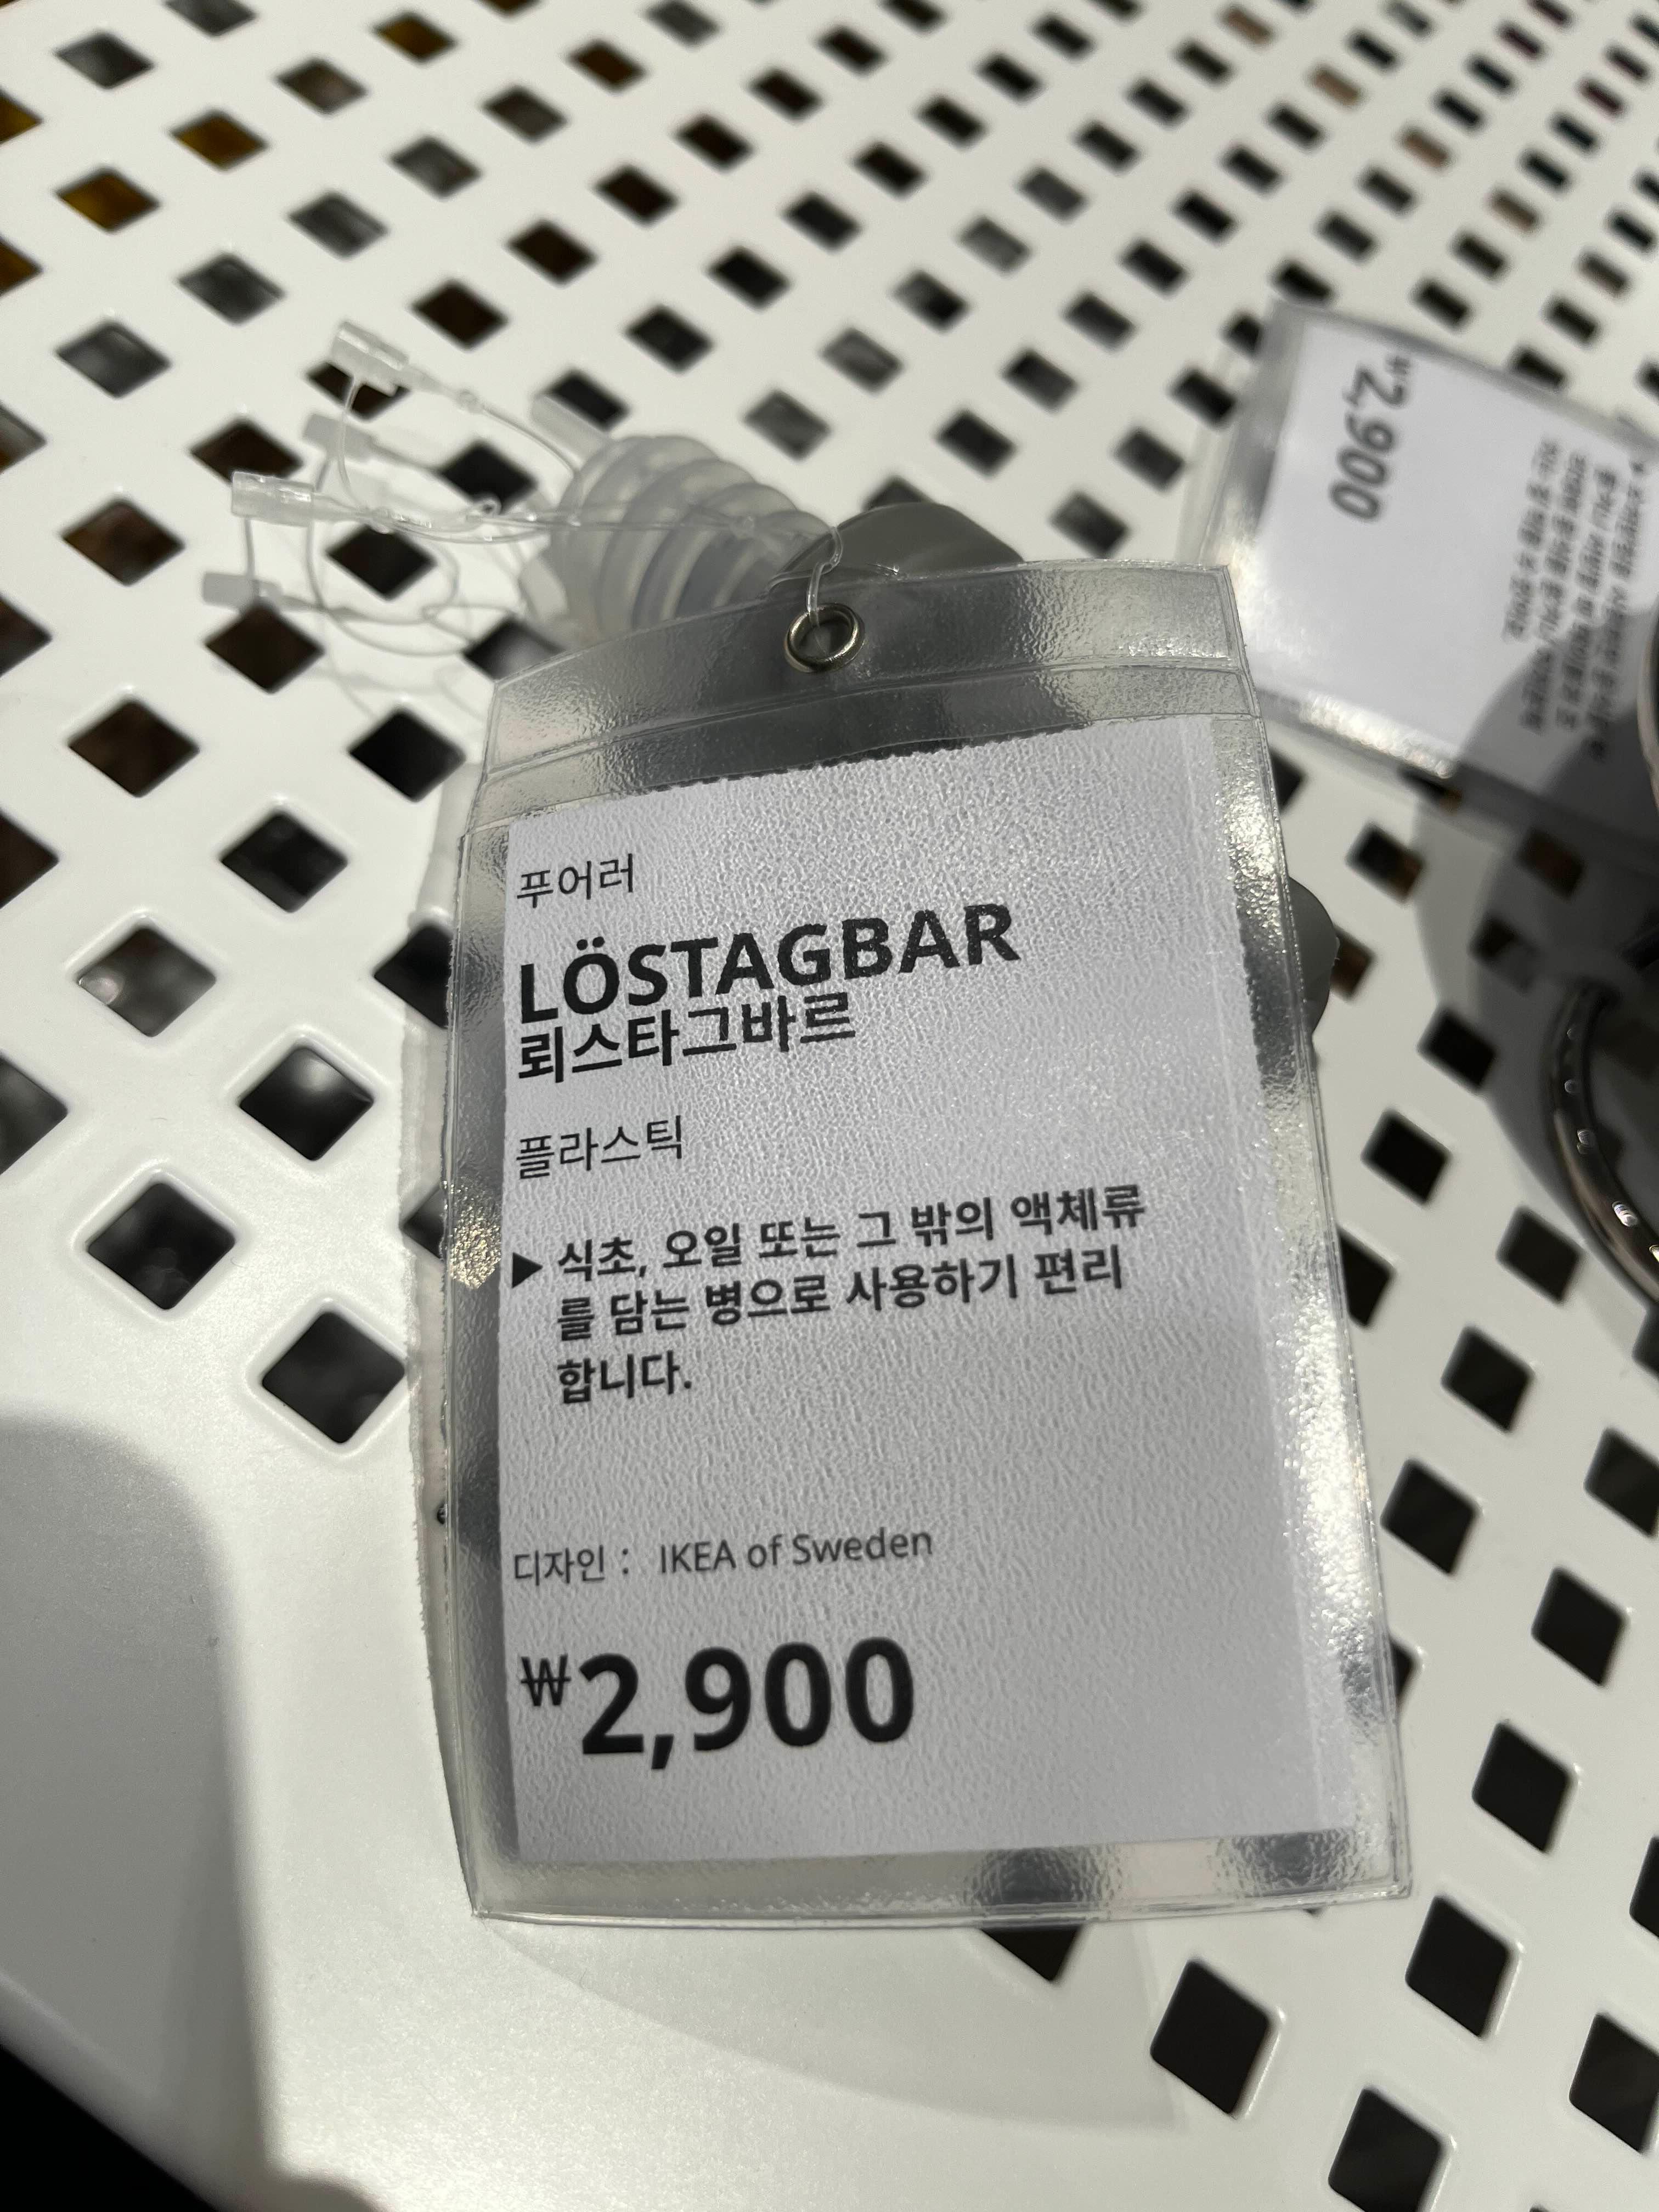 푸어러
LÖSTAGBAR
뢰스타그바르
플라스틱
▶ 식초, 오일 또는 그 밖의 액체류
를 담는 병으로 사용하기 편리
합니다.
디자인 : IKEA of Sweden
₩2,900
₩2,900